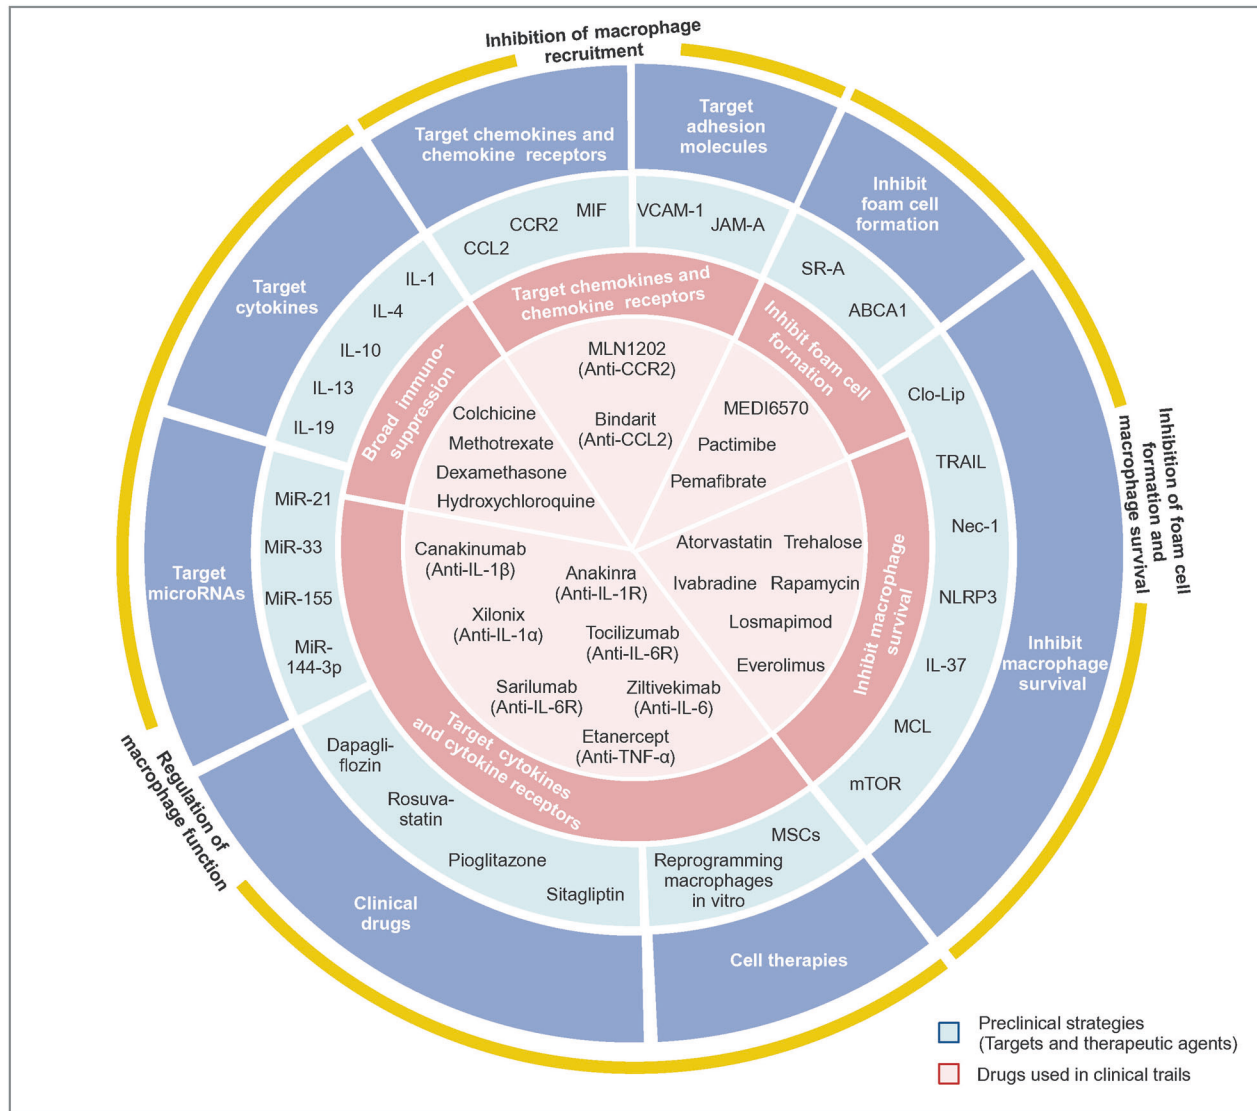 Inhibition of macrophage
recruitment
Target chemokines and
chemokine receptors
Target
adhesion
molecules
Inhibit
foam cell
formation
Target
cytokines
Target
microRNAs
Clinical
drugs
Cell therapies
Inhibit
macrophage
survival
Inhibition of foam cell
formation and
macrophage survival
Regulation of
macrophage function
MIF
CCR2
CCL2
VCAM-1
JAM-A
SR-A
ABCA1
IL-1
IL-4
IL-10
IL-13
IL-19
MiR-21
MiR-33
MiR-155
MiR-
144-3p
Dapagli-
flozin
Rosuva-
statin
Pioglitazone
Sitagliptin
MSCs
Reprogramming
macrophages
in vitro
Clo-Lip
TRAIL
Nec-1
NLRP3
IL-37
MCL
mTOR
Target chemokines and
chemokine receptors
Inhibit foam cell
formation
Broad immuno-
suppression
Inhibit macrophage
survival
Target cytokines
and cytokine receptors
MLN1202
(Anti-CCR2)
Bindarit
(Anti-CCL2)
MEDI6570
Pactimibe
Pemafibrate
Colchicine
Methotrexate
Dexamethasone
Hydroxychloroquine
Atorvastatin Trehalose
Ivabradine Rapamycin
Losmapimod
Everolimus
Canakinumab
(Anti-IL-1β)
Anakinra
(Anti-IL-1R)
Xilonix
(Anti-IL-1α)
Tocilizumab
(Anti-IL-6R)
Sarilumab
(Anti-IL-6R)
Ziltivekimab
(Anti-IL-6)
Etanercept
(Anti-TNF-α)
Preclinical strategies
(Targets and therapeutic agents)
Drugs used in clinical trails